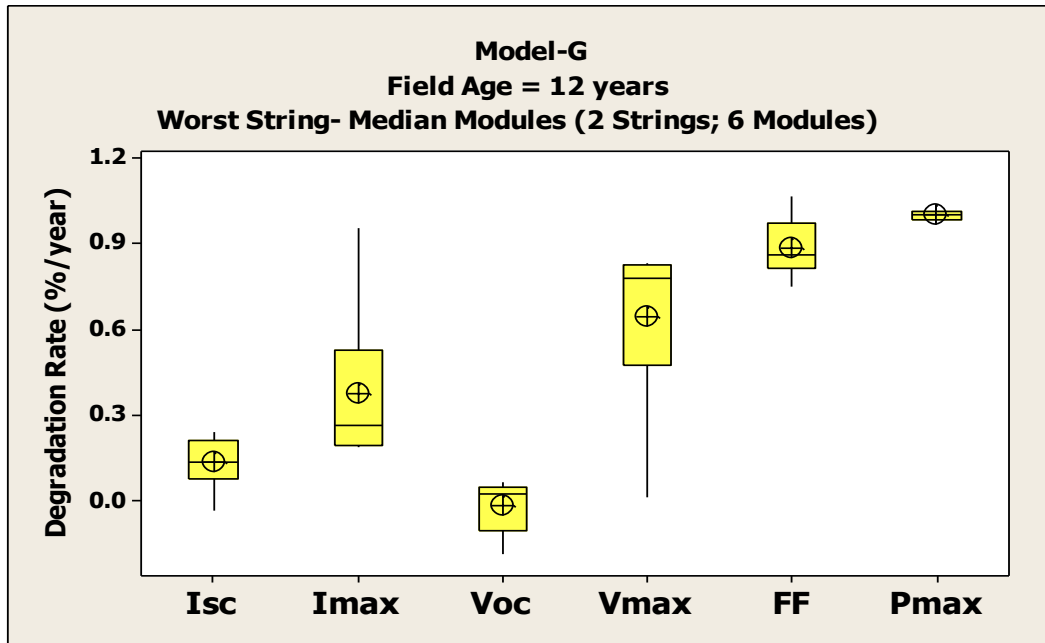 Model-G
Field Age = 12 years
Worst String- Median Modules (2 Strings; 6 Modules)
Degradation Rate (%/year)
1.2
0.9
0.6
0.3
0.0
Isc Imax Voc Vmax FF Pmax